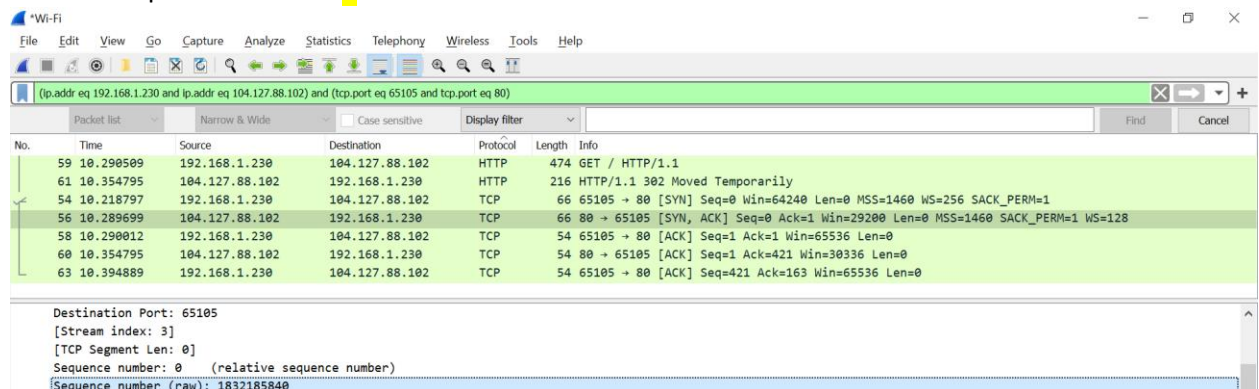 *Wi-Fi
File Edit View Go Capture Analyze Statistics Telephony Wireless Tools Help
(ip.addr eq 192.168.1.230 and ip.addr eq 104.127.88.102) and (tcp.port eq 65105 and tcp.port eq 80)
Packet list Narrow & Wide Case sensitive Display filter Find Cancel
No. Time Source Destination Protocol Length Info
59 10.290509 192.168.1.230 104.127.88.102 HTTP 474 GET / HTTP/1.1
61 10.354795 104.127.88.102 192.168.1.230 HTTP 216 HTTP/1.1 302 Moved Temporarily
54 10.218797 192.168.1.230 104.127.88.102 TCP 66 65105 → 80 [SYN] Seq=0 Win=64240 Len=0 MSS=1460 WS=256 SACK_PERM=1
56 10.289699 104.127.88.102 192.168.1.230 TCP 66 80 → 65105 [SYN, ACK] Seq=0 Ack=1 Win=29200 Len=0 MSS=1460 SACK_PERM=1 WS=128
58 10.290012 192.168.1.230 104.127.88.102 TCP 54 65105 → 80 [ACK] Seq=1 Ack=1 Win=65536 Len=0
60 10.354795 104.127.88.102 192.168.1.230 TCP 54 80 → 65105 [ACK] Seq=1 Ack=421 Win=30336 Len=0
63 10.394889 192.168.1.230 104.127.88.102 TCP 54 65105 → 80 [ACK] Seq=421 Ack=163 Win=65536 Len=0
Destination Port: 65105
[Stream index: 3]
[TCP Segment Len: 0]
Sequence number: 0 (relative sequence number)
Sequence number (raw): 1832185840